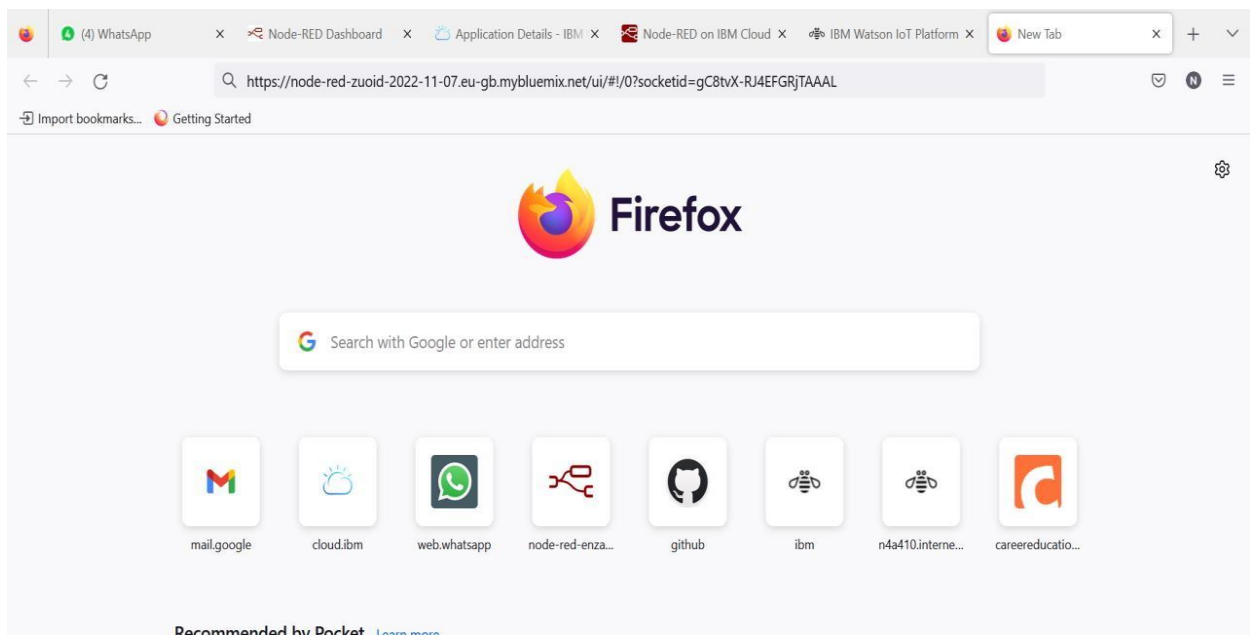 (4) WhatsApp
Node-RED Dashboard
Application Details - IBM
Node-RED on IBM Cloud
IBM Watson IoT Platform
New Tab
https://node-red-zuoid-2022-11-07.eu-gb.mybluemix.net/ui/#!/0?socketid=gC8tvX-RJ4EFGRjTAAAL
N
Import bookmarks... Getting Started
Firefox
Search with Google or enter address
mail.google cloud.ibm web.whatsapp node-red-enza... github ibm n4a410.interne... careereducatio...
Recommended by Pocket Learn more